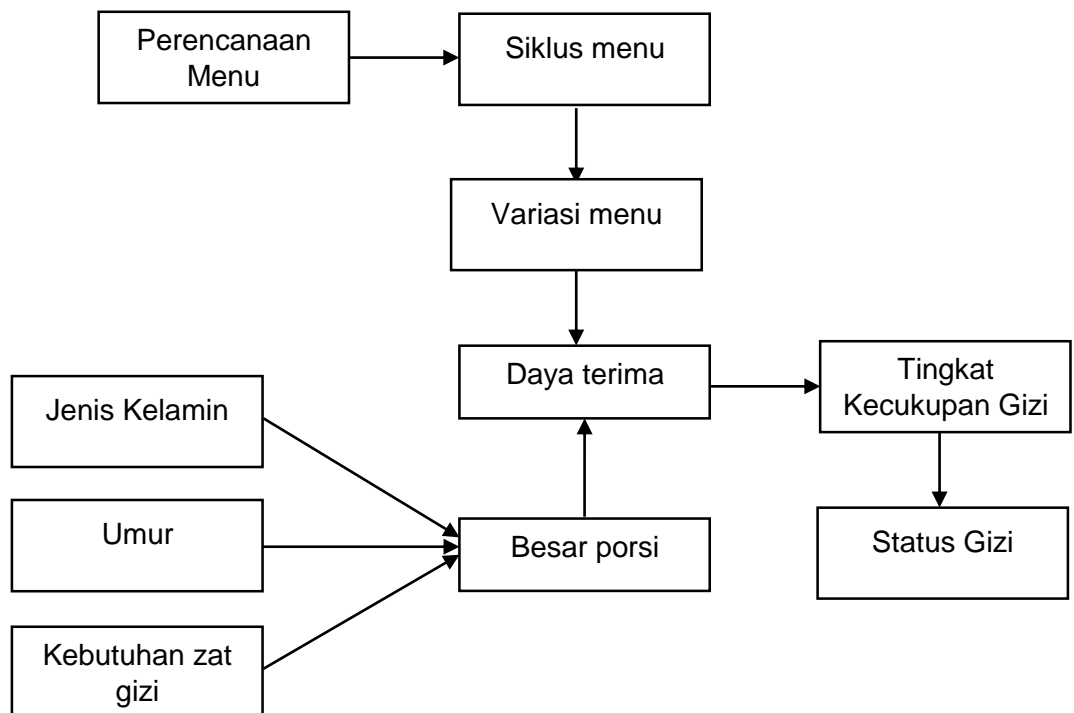 Perencanaan
Menu
Siklus menu
Variasi menu
Daya terima
Tingkat
Kecukupan Gizi
Jenis Kelamin
Umur
Besar porsi
Status Gizi
Kebutuhan zat
gizi